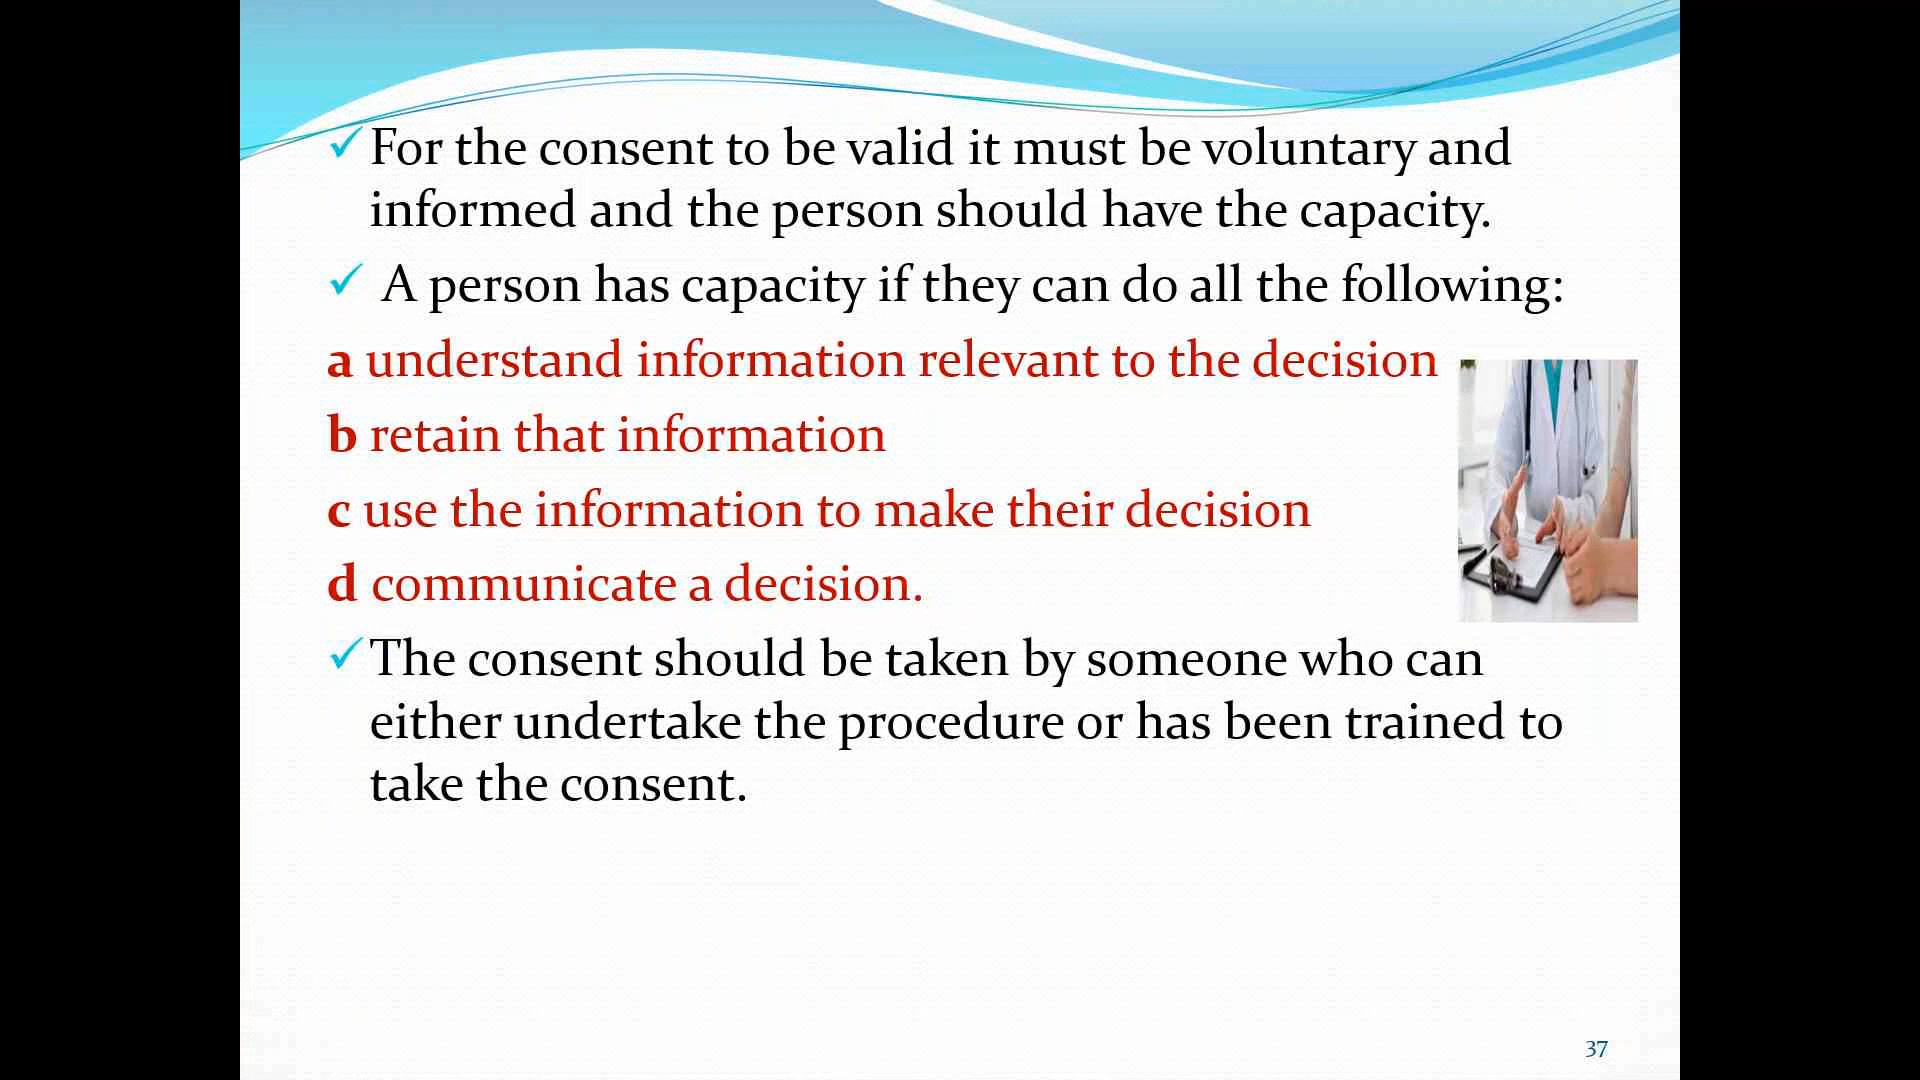 ✓ For the consent to be valid it must be voluntary and
informed and the person should have the capacity.
✓ A person has capacity if they can do all the following:
a understand information relevant to the decision
b retain that information
c use the information to make their decision
d communicate a decision.
✓ The consent should be taken by someone who can
either undertake the procedure or has been trained to
take the consent.
37